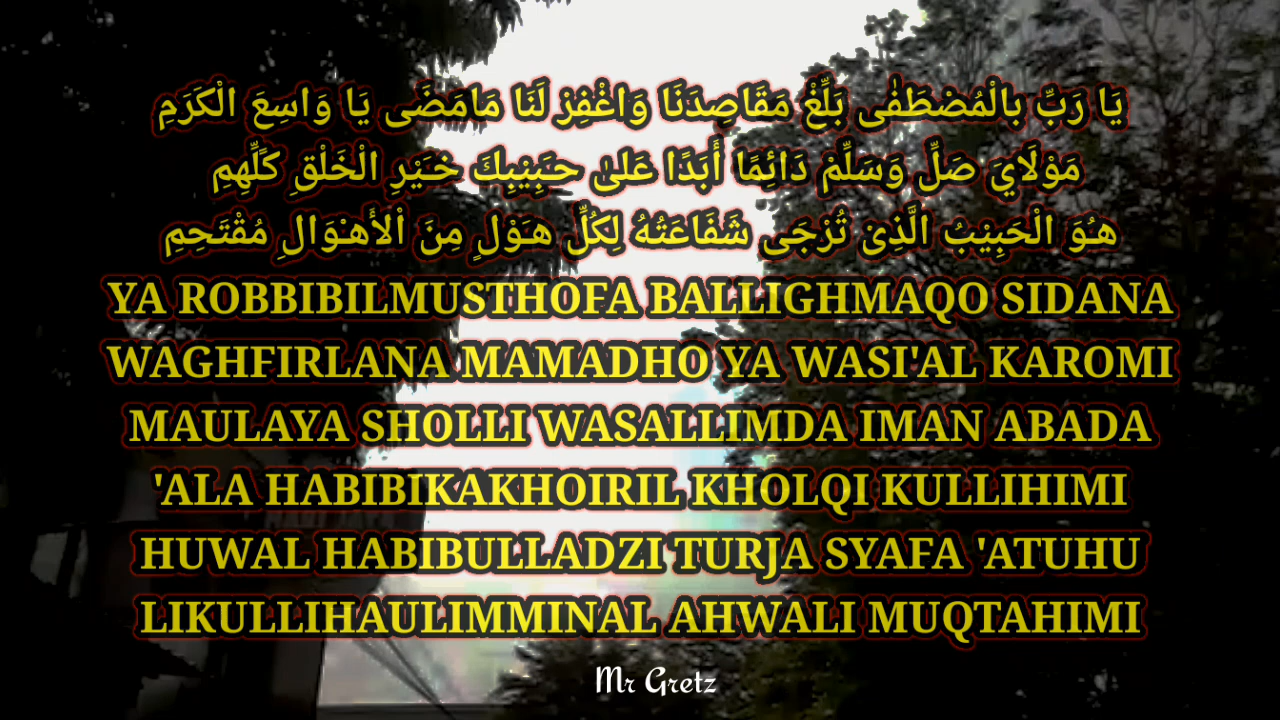 يَا رَبِّ بِالْمُصْطَفٰى بَلِّغْ مَقَاصِدَنَا وَاغْفِرْ لَنَا مَامَضَى يَا وَاسِعَ الْكَرَمِ
مَوْلَايَ صَلِّ وَسَلِّمْ دَائِمًا أَبَدًا عَلىٰ حَبِيْبِكَ خَيْرِ الْخَلْقِ كُلِّهِمِ
هُوَ الْحَبِيْبُ الَّذِىْ تُرْجَى شَفَاعَتُهُ لِكُلِّ هَوْلٍ مِنَ اْلأَهْوَالِ مُقْتَحِمِ
YA ROBBIBILMUSTHOFA BALLIGHMAQO SIDANA
WAGHFIRLANA MAMADHO YA WASI'AL KAROMI
MAULAYA SHOLLI WASALLIMDA IMAN ABADA
'ALA HABIBIKAKHOIRIL KHOLQI KULLIHIMI
HUWAL HABIBULLADZI TURJA SYAFA 'ATUHU
LIKULLIHAULIMMINAL AHWALI MUQTAHIMI
Mr Gretz